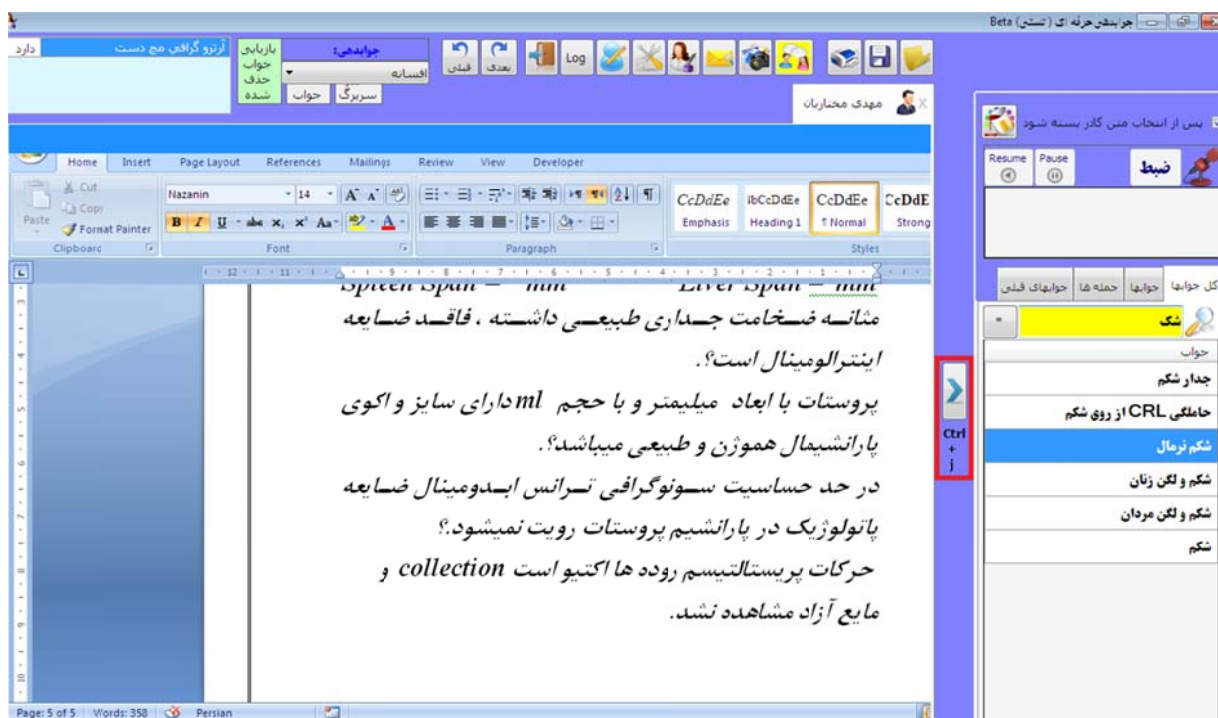 جوابدهی حرفه ای (تستی) Beta
آرترو گرافی مچ دست
دارد
بازیابی
جواب
حذف
شده
جوابدهی:
افسانه
سربرگ
جواب
قبلی
بعدی
Log
مهدی مختاریان
پس از انتخاب متن کادر بسته شود
Resume
Pause
ضبط
Home Insert Page Layout References Mailings Review View Developer
Cut
Copy
Paste
Format Painter
Nazanin
14
CcDdEe
CcDdEe
Emphasis Heading 1 ¶ Normal Strong
Clipboard Font Paragraph Styles
کل جوابها
جوابها
جمله ها
جوابهای قبلی
شک
جواب
جدار شکم
حاملگی CRL از روی شکم
شکم نرمال
شکم و لگن زنان
شکم و لگن مردان
شکم
Ctrl
+
j
Spleen Span = mm Liver Span = mm
مثانه ضخامت جداری طبیعی داشته ، فاقد ضایعه
اینترالومینال است؟.
پروستات با ابعاد میلیمتر و با حجم ml دارای سایز و اکوی
پارانشیمال هموژن و طبیعی میباشد؟.
در حد حساسیت سونوگرافی ترانس ابدومینال ضایعه
پاتولوژیک در پارانشیم پروستات رویت نمیشود.؟
حرکات پریستالتیسم روده ها اکتیو است collection و
مایع آزاد مشاهده نشد.
Page: 5 of 5 Words: 358 Persian